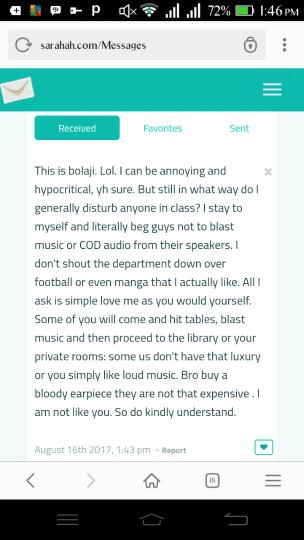 72% 1:46 PM
sarahah.com/Messages
Received Favorites Sent
This is bolaji. Lol. I can be annoying and
hypocritical, yh sure. But still in what way do I
generally disturb anyone in class? I stay to
myself and literally beg guys not to blast
music or COD audio from their speakers. I
don't shout the department down over
football or even manga that I actually like. All I
ask is simple love me as you would yourself.
Some of you will come and hit tables, blast
music and then proceed to the library or your
private rooms: some us don't have that luxury
or you simply like loud music. Bro buy a
bloody earpiece they are not that expensive . I
am not like you. So do kindly understand.
August 16th 2017, 1:43 pm - Report
18